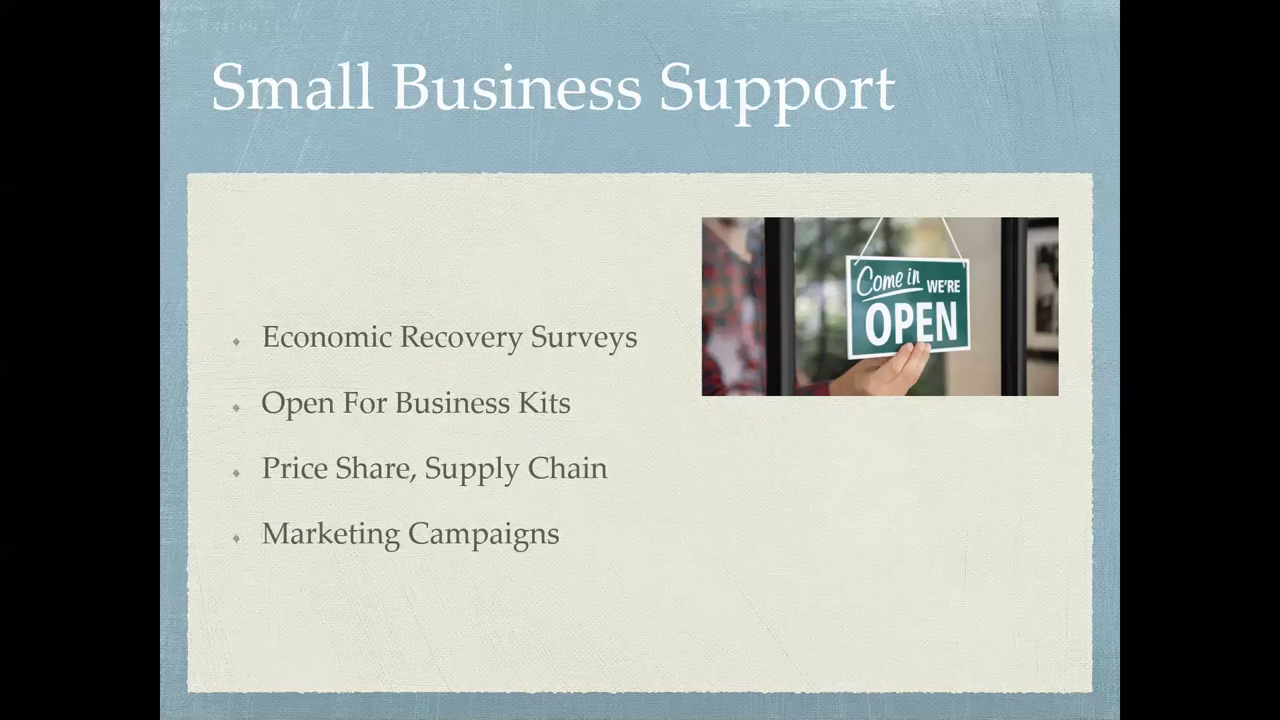 Small Business Support
Economic Recovery Surveys
Open For Business Kits
Price Share, Supply Chain
Marketing Campaigns
Come in WE'RE
OPEN